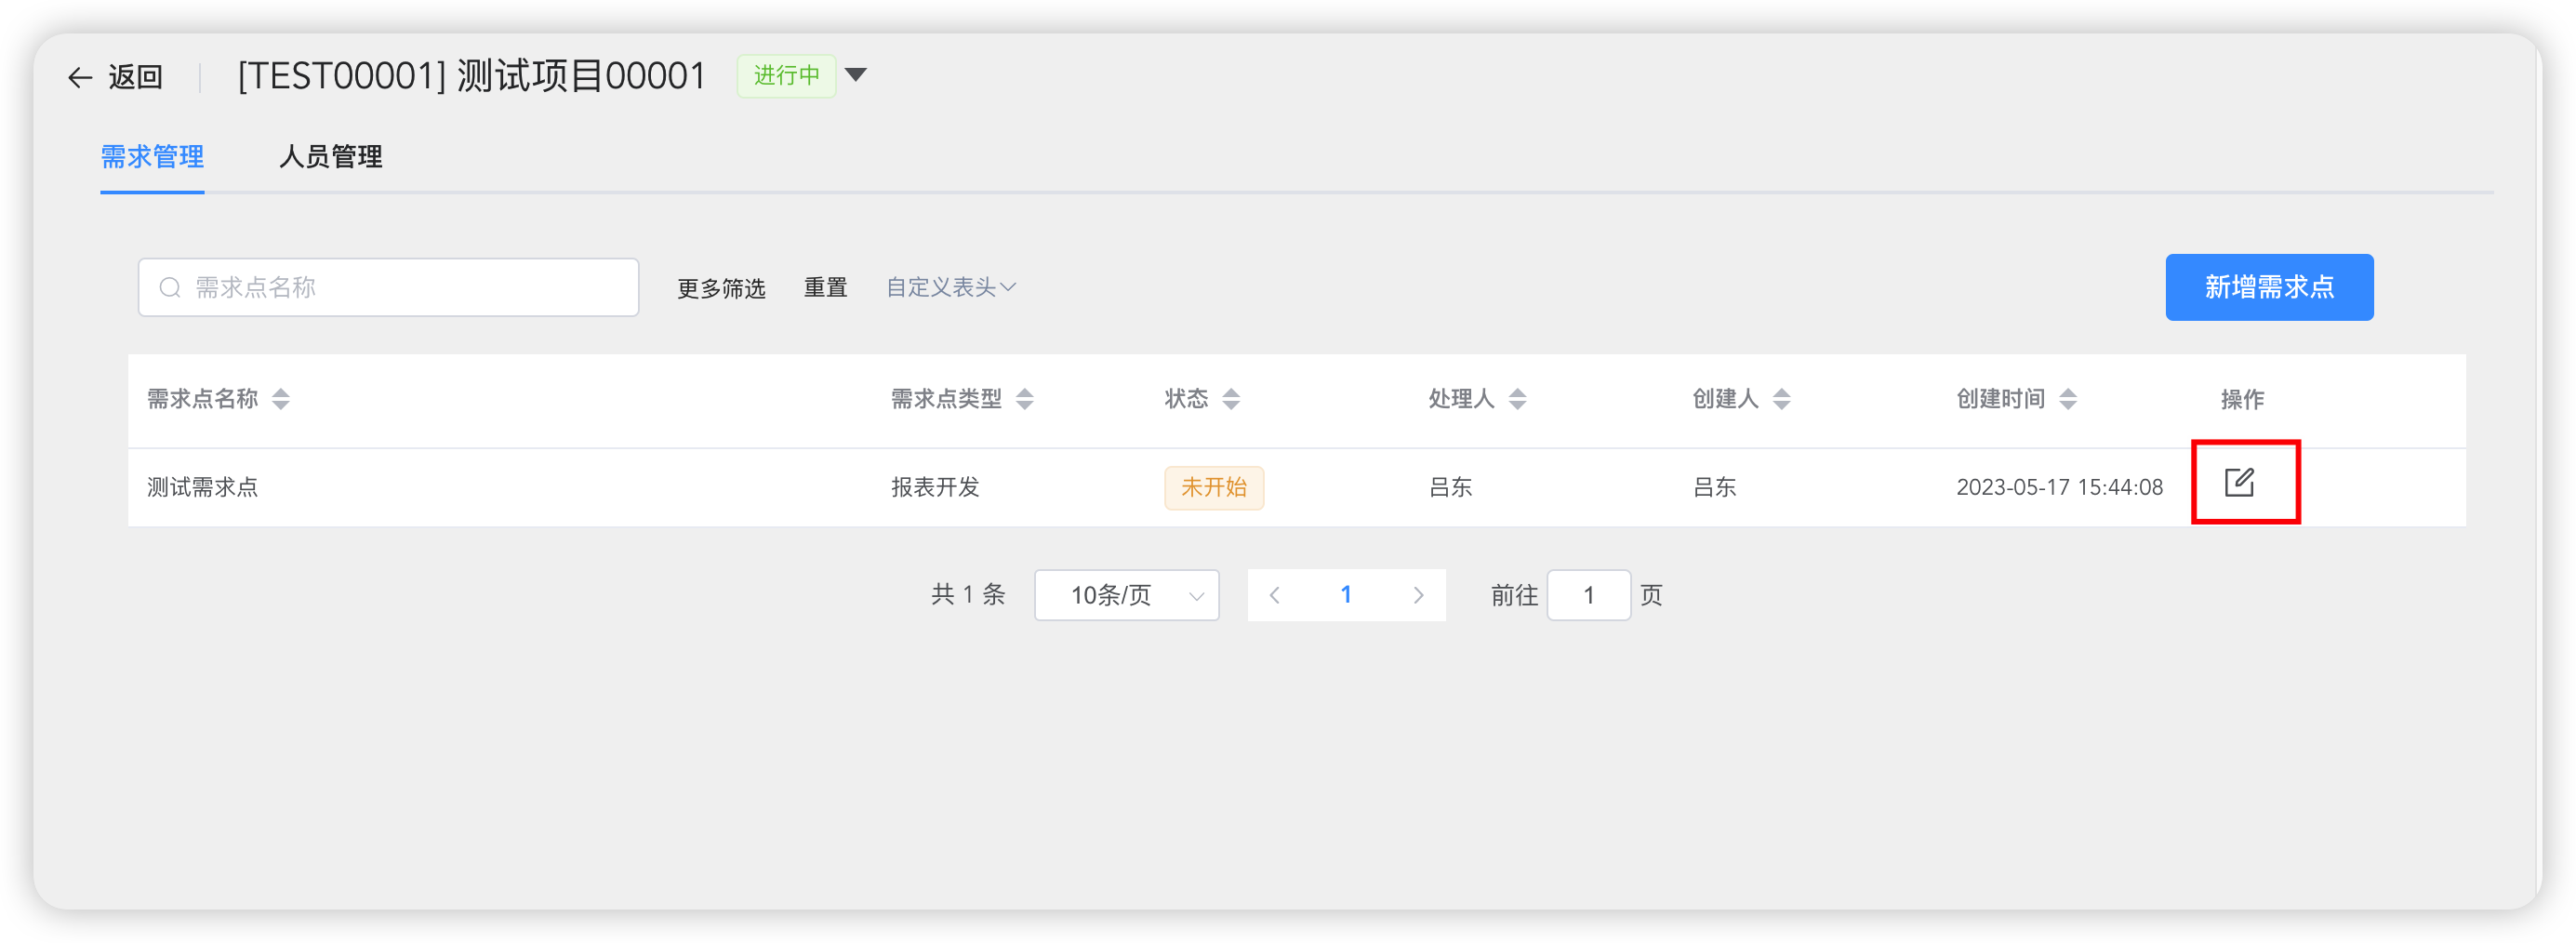 返回 [TEST00001] 测试项目00001 进行中
需求管理 人员管理
需求点名称 更多筛选 重置 自定义表头 新增需求点
需求点名称 需求点类型 状态 处理人 创建人 创建时间 操作
测试需求点 报表开发 未开始 吕东 吕东 2023-05-17 15:44:08
共 1 条 10条/页 1 前往 1 页